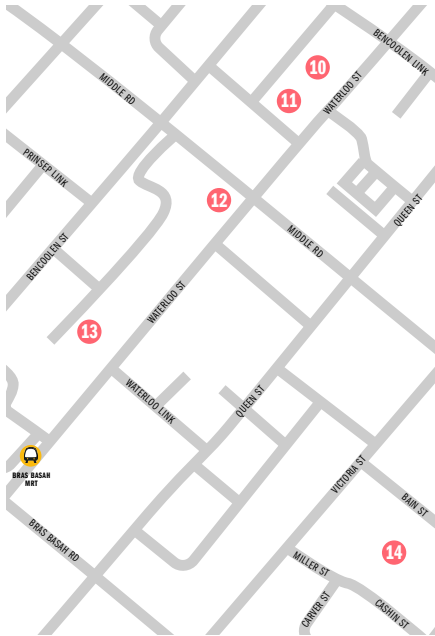 BENCOOLEN LINK
10
MIDDLE RD
11
WATERLOO ST
PRINSEP LINK
12
QUEEN ST
BENCOOLEN ST
MIDDLE RD
WATERLOO ST
13
WATERLOO LINK
QUEEN ST
BRAS BASAH
MRT
VICTORIA ST
BAIN ST
BRAS BASAH RD
14
MILLER ST
CARVER ST
CASHIN ST